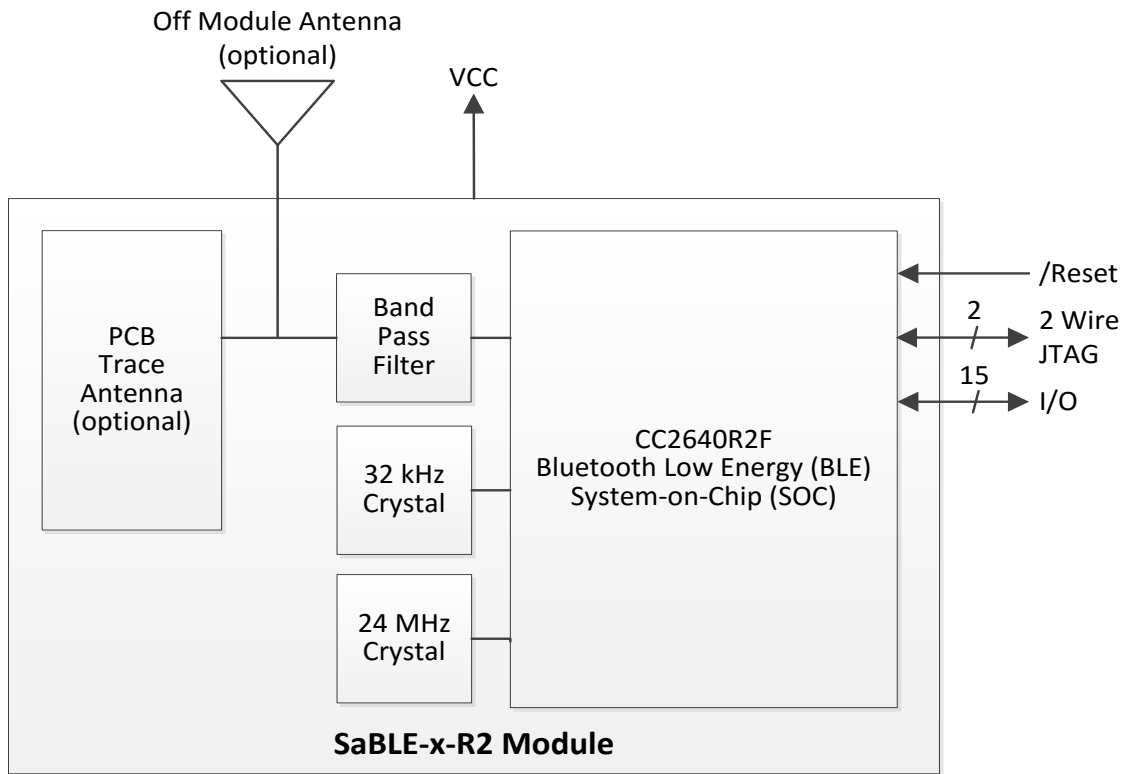 Off Module Antenna
(optional)
VCC
PCB
Trace
Antenna
(optional)
Band
Pass
Filter
32 kHz
Crystal
24 MHz
Crystal
CC2640R2F
Bluetooth Low Energy (BLE)
System-on-Chip (SOC)
/Reset
2
2 Wire
JTAG
15
I/O
SaBLE-x-R2 Module